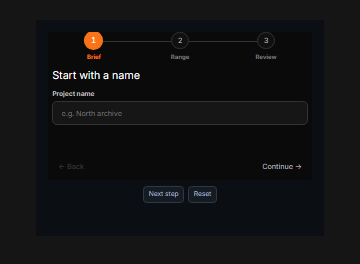 1 2 3
Brief Range Review
Start with a name
Project name
e.g. North archive
← Back Continue →
Next step Reset